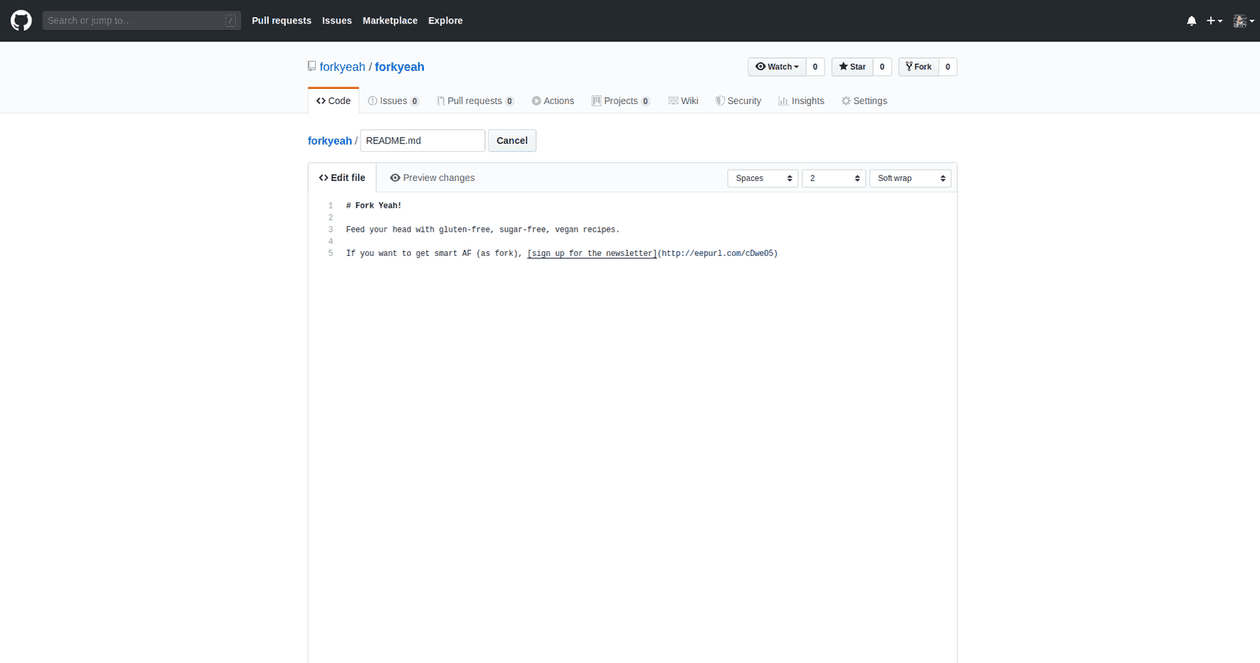 Search or jump to… /
Pull requests Issues Marketplace Explore
forkyeah / forkyeah
Watch 0 Star 0 Fork 0
Code Issues 0 Pull requests 0 Actions Projects 0 Wiki Security Insights Settings
forkyeah / README.md Cancel
Edit file Preview changes Spaces 2 Soft wrap
1 # Fork Yeah!
2
3 Feed your head with gluten-free, sugar-free, vegan recipes.
4
5 If you want to get smart AF (as fork), [sign up for the newsletter](http://eepurl.com/cDweO5)